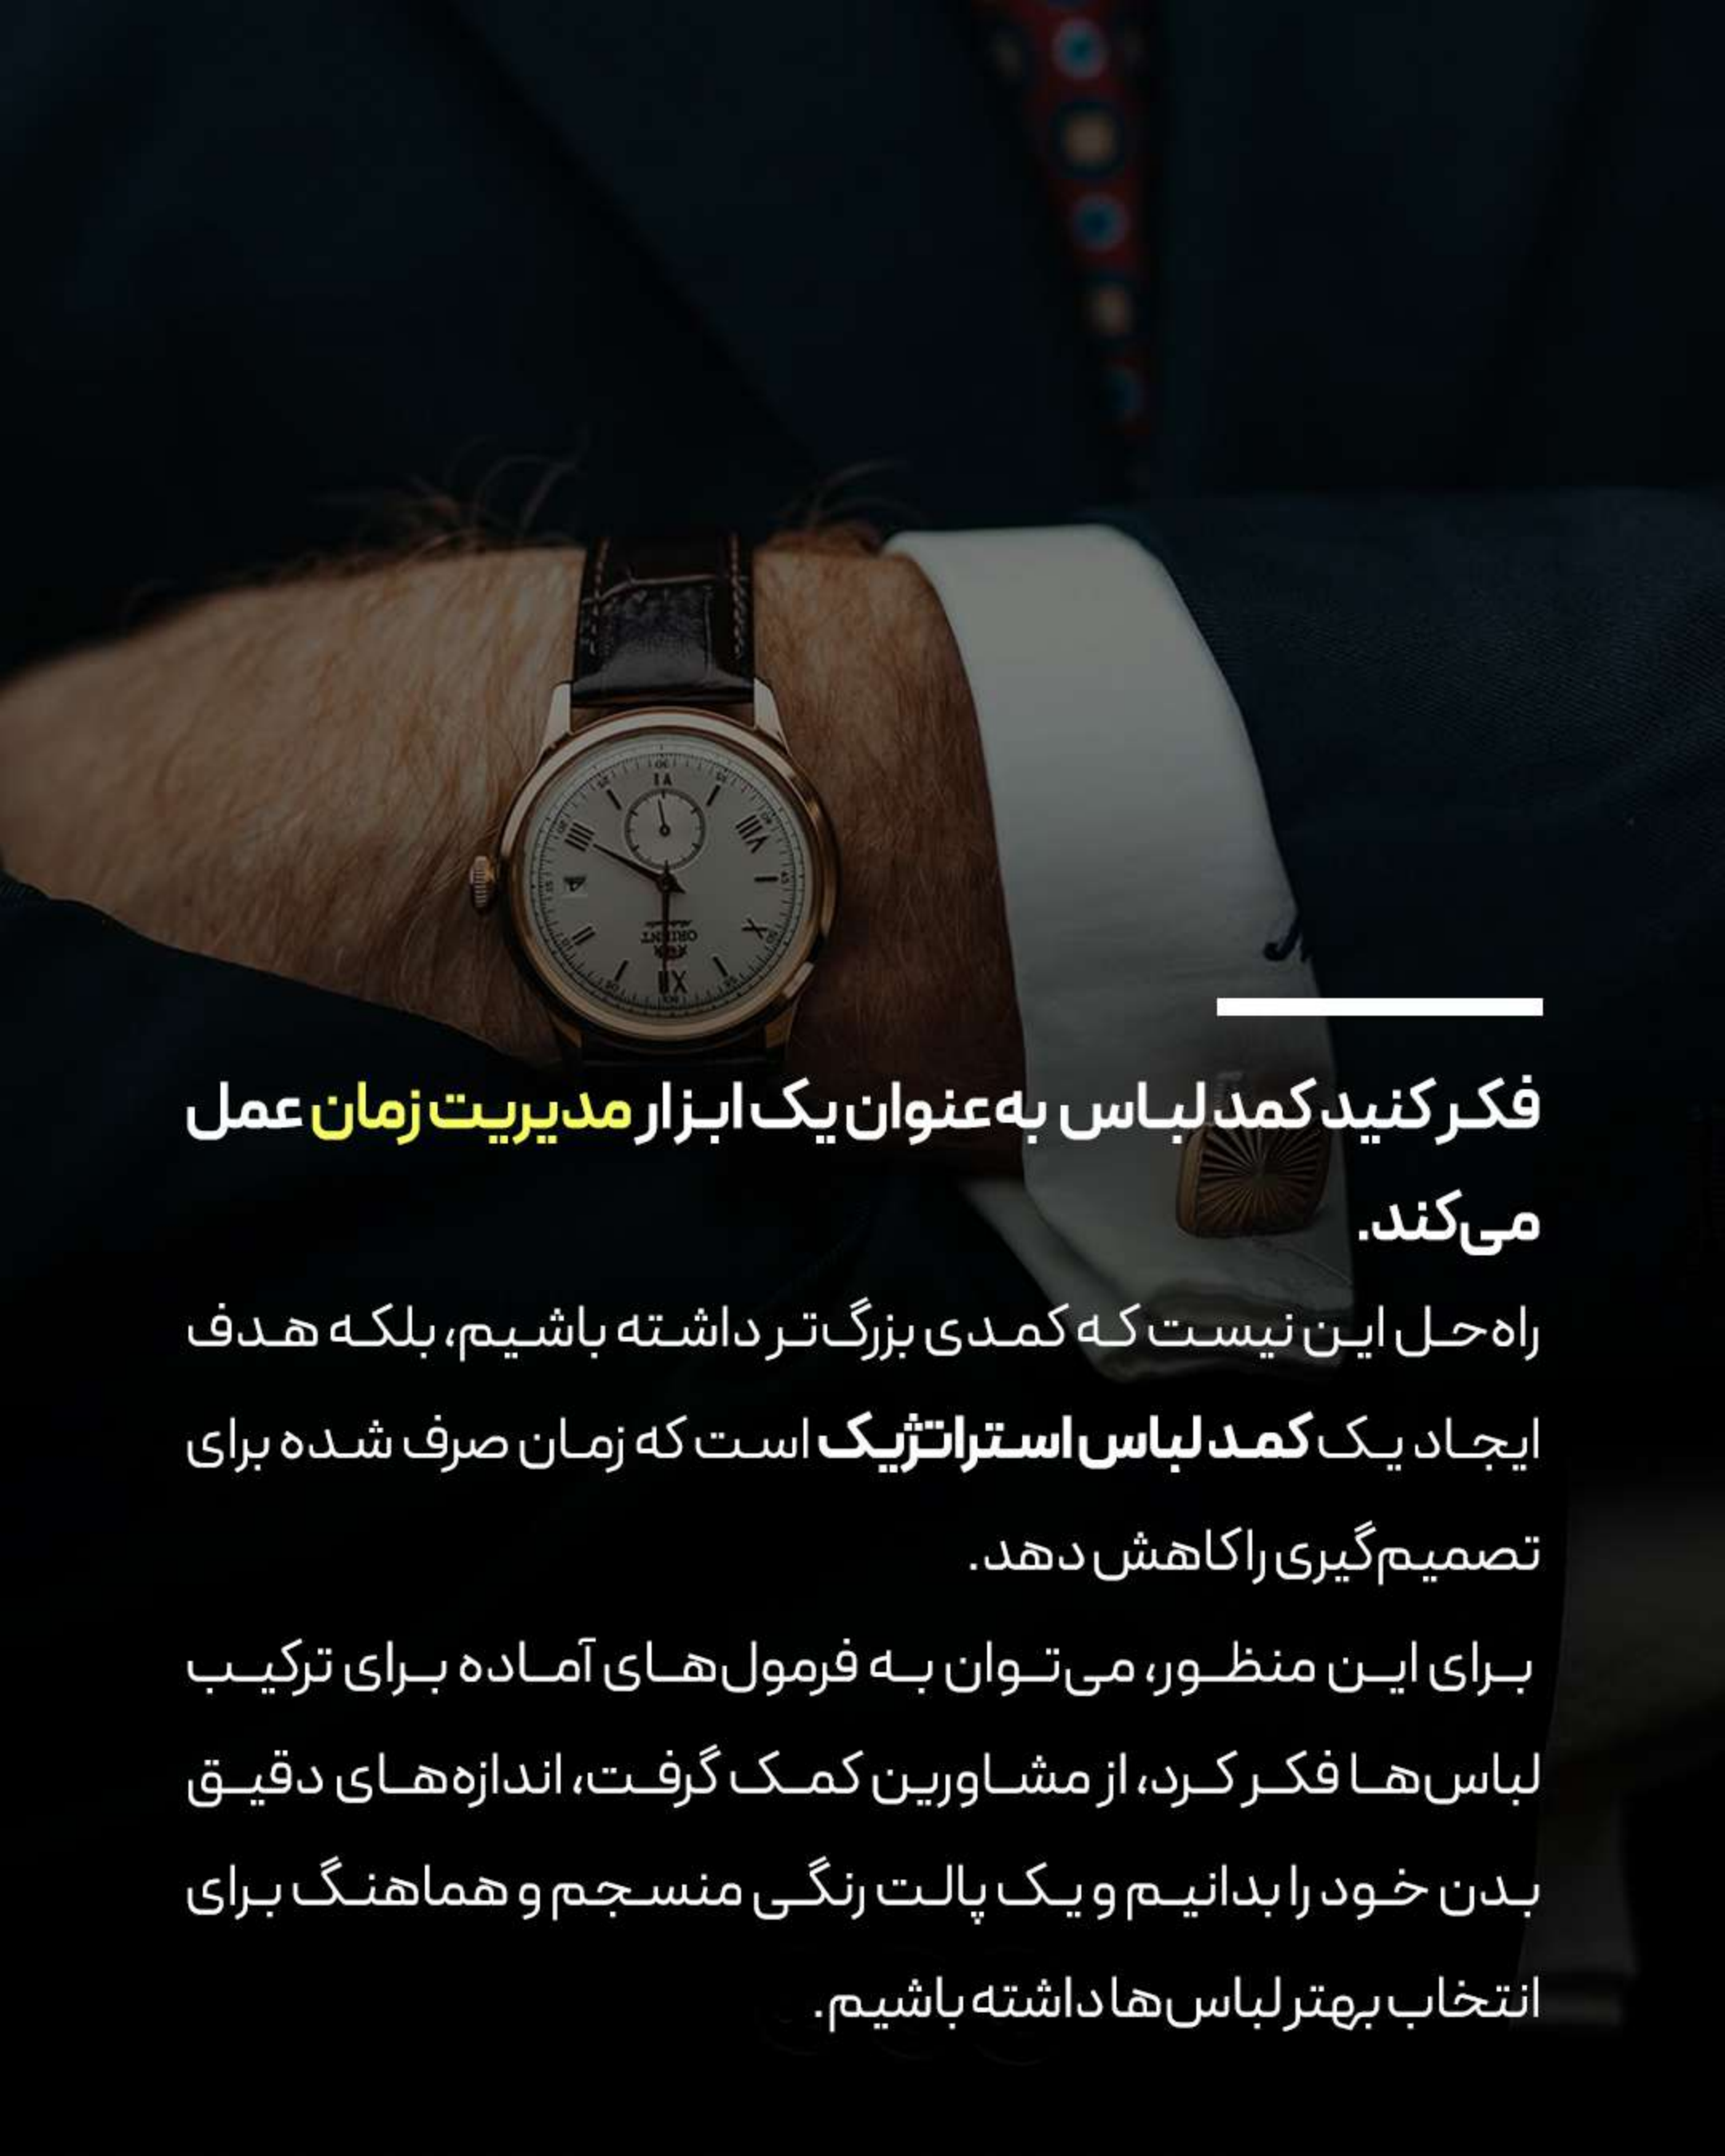 ORIENT
فکر کنید کمد لباس به‌عنوان یک ابزار مدیریت زمان عمل
می‌کند.
راه‌حل این نیست که کمدی بزرگ‌تر داشته باشیم، بلکه هدف
ایجاد یک کمد لباس استراتژیک است که زمان صرف شده برای
تصمیم‌گیری را کاهش دهد.
برای این منظور، می‌توان به فرمول‌های آماده برای ترکیب
لباس‌ها فکر کرد، از مشاورین کمک گرفت، اندازه‌های دقیق
بدن خود را بدانیم و یک پالت رنگی منسجم و هماهنگ برای
انتخاب بهتر لباس‌ها داشته باشیم.